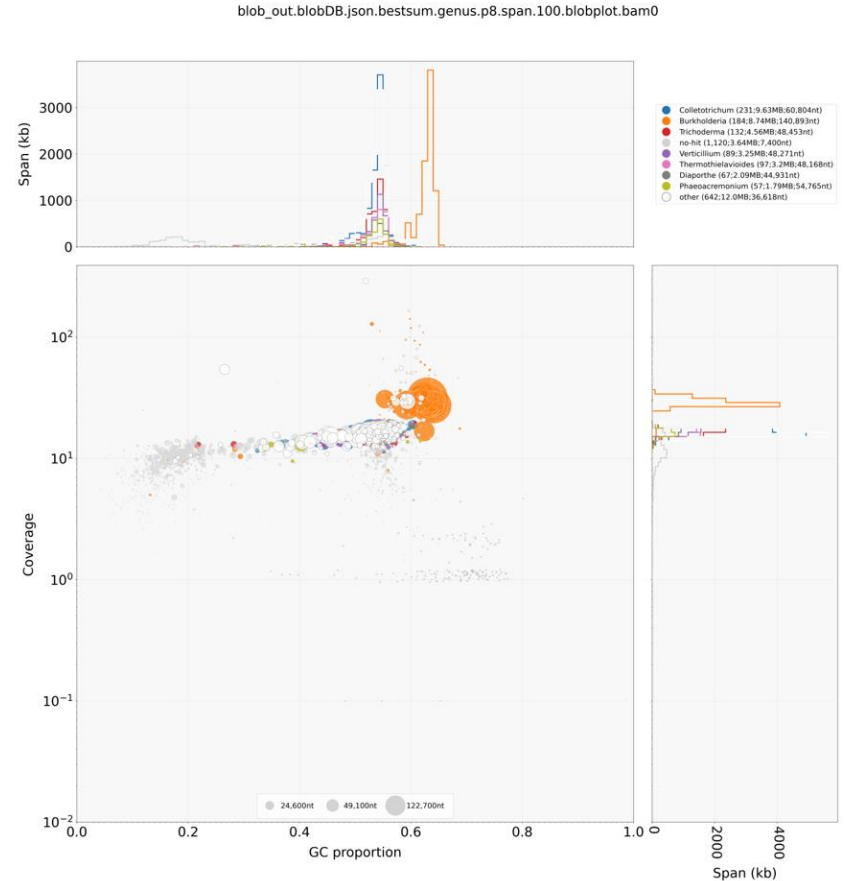 blob_out.blobDB.json.bestsum.genus.p8.span.100.blobplot.bam0
Span (kb)
3000
2000
1000
0
Colletotrichum (231;9.63MB;60,804nt)
Burkholderia (184;8.74MB;140,893nt)
Trichoderma (132;4.56MB;48,453nt)
no-hit (1,120;3.64MB;7,400nt)
Verticillium (89;3.25MB;48,271nt)
Thermothielavioides (97;3.2MB;48,168nt)
Diaporthe (67;2.09MB;44,931nt)
Phaeoacremonium (57;1.79MB;54,765nt)
other (642;12.0MB;36,618nt)
Coverage
10²
10¹
10⁰
10⁻¹
10⁻²
24,600nt 49,100nt 122,700nt
0.0 0.2 0.4 0.6 0.8 1.0
GC proportion
0 2000 4000
Span (kb)